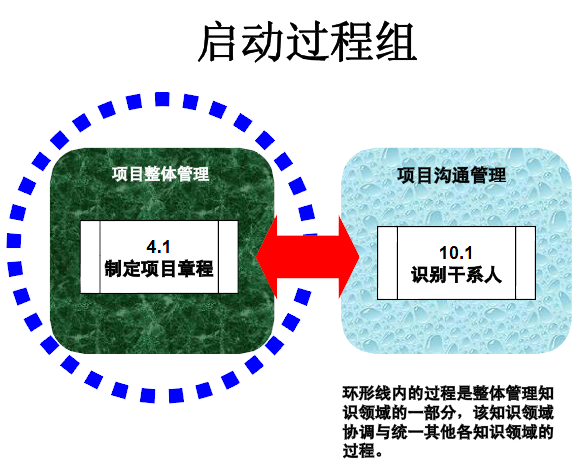 启动过程组
项目整体管理
4.1
制定项目章程
项目沟通管理
10.1
识别干系人
环形线内的过程是整体管理知
识领域的一部分，该知识领域
协调与统一其他各知识领域的
过程。